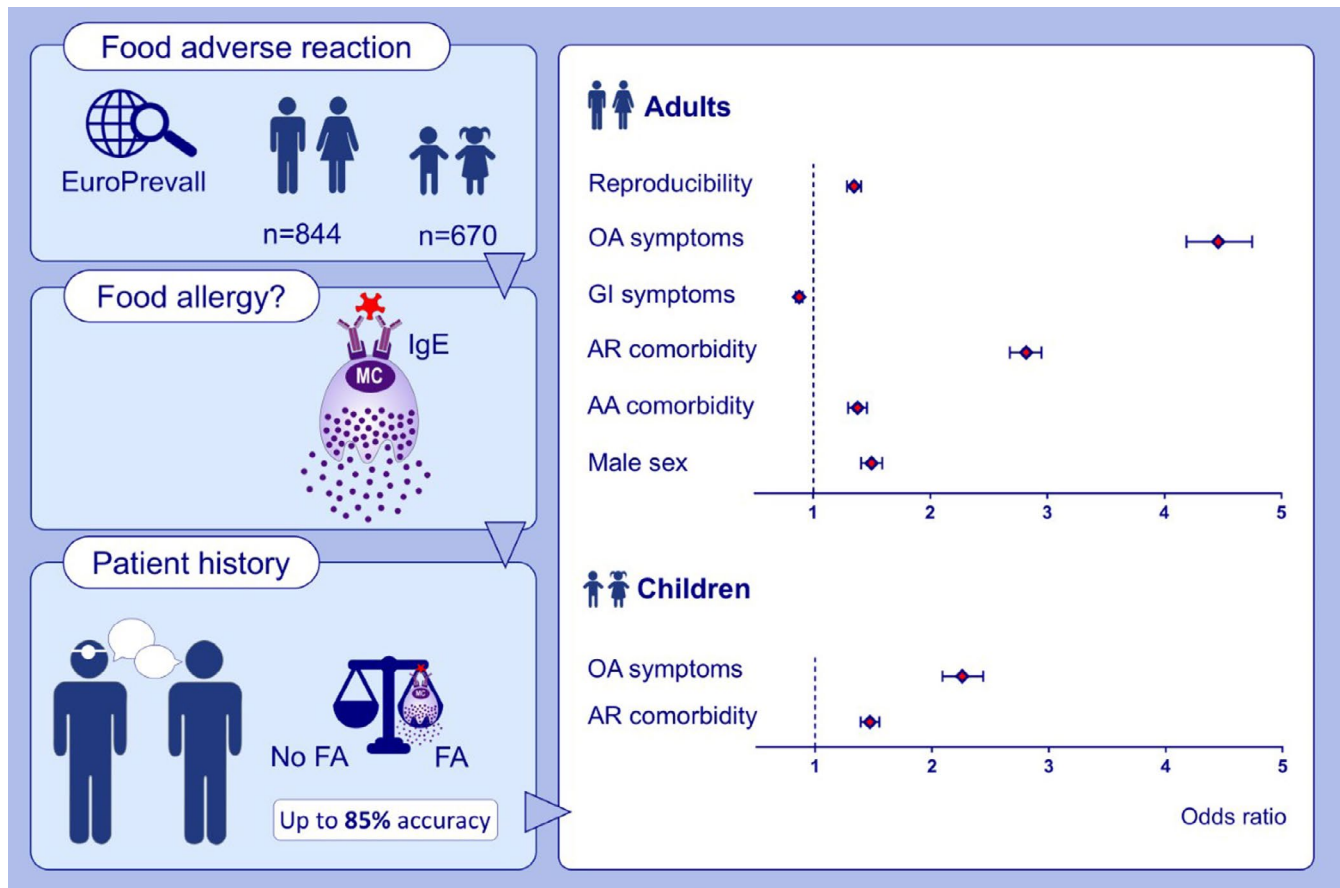 Food adverse reaction
EuroPrevall
n=844
n=670
Food allergy?
IgE
MC
Patient history
MC
No FA
FA
Up to 85% accuracy
Adults
Reproducibility
OA symptoms
GI symptoms
AR comorbidity
AA comorbidity
Male sex
1 2 3 4 5
Children
OA symptoms
AR comorbidity
1 2 3 4 5
Odds ratio